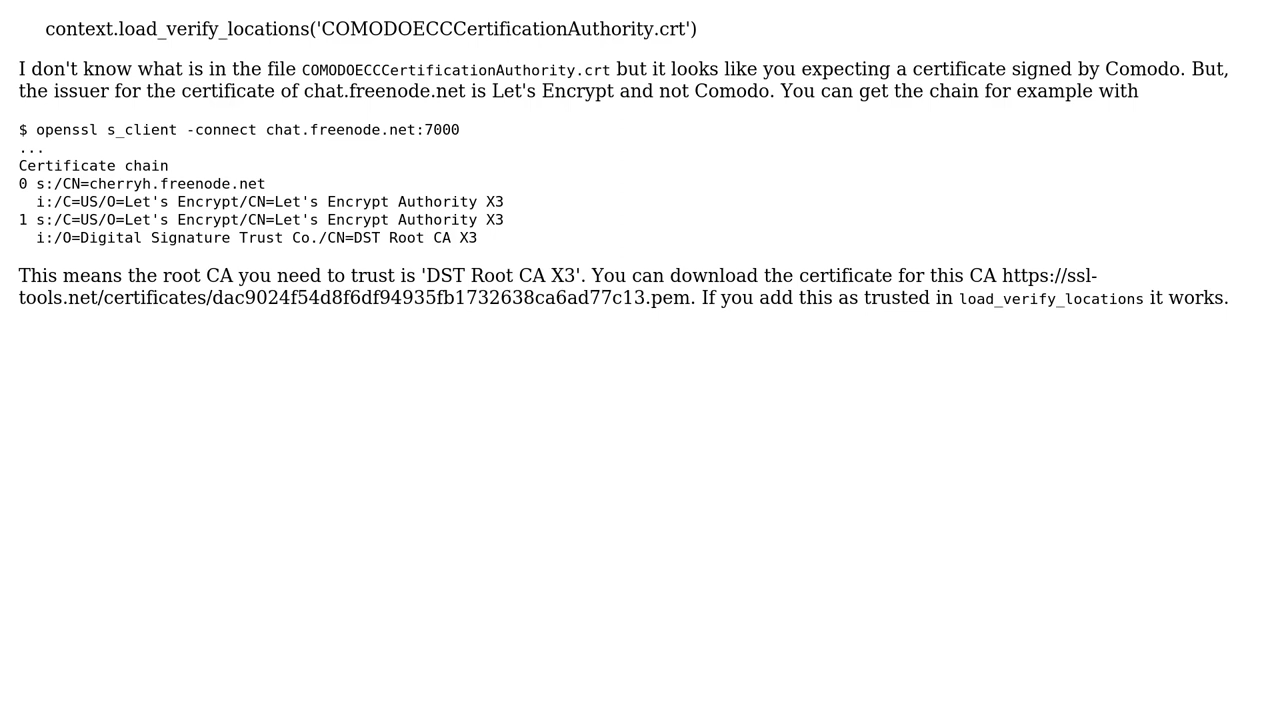 context.load_verify_locations('COMODOECCCertificationAuthority.crt')
I don't know what is in the file COMODOECCCertificationAuthority.crt but it looks like you expecting a certificate signed by Comodo. But,
the issuer for the certificate of chat.freenode.net is Let's Encrypt and not Comodo. You can get the chain for example with
$ openssl s_client -connect chat.freenode.net:7000
...
Certificate chain
0 s:/CN=cherryh.freenode.net
  i:/C=US/O=Let's Encrypt/CN=Let's Encrypt Authority X3
1 s:/C=US/O=Let's Encrypt/CN=Let's Encrypt Authority X3
  i:/O=Digital Signature Trust Co./CN=DST Root CA X3
This means the root CA you need to trust is 'DST Root CA X3'. You can download the certificate for this CA https://ssl-
tools.net/certificates/dac9024f54d8f6df94935fb1732638ca6ad77c13.pem. If you add this as trusted in load_verify_locations it works.